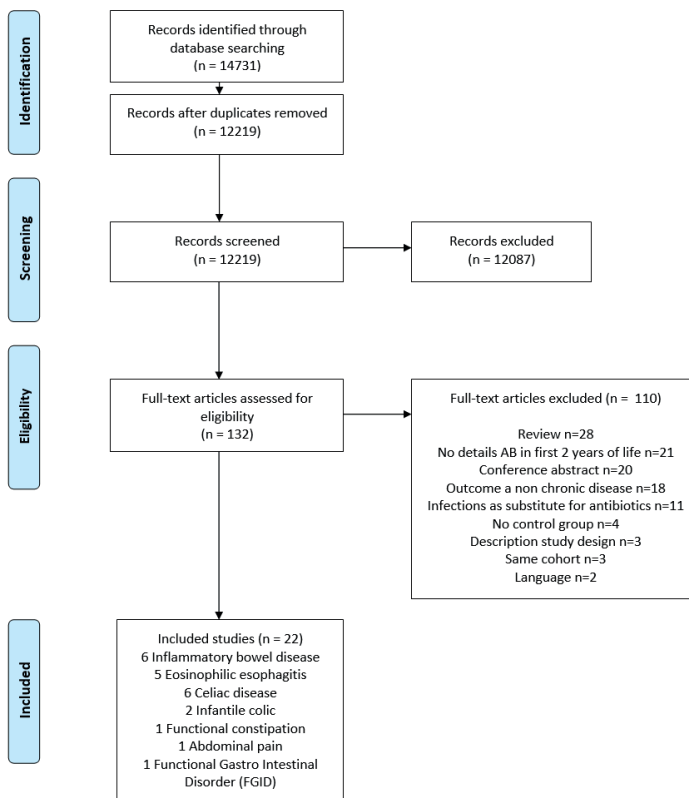 Identification
Records identified through
database searching
(n = 14731)
Records after duplicates removed
(n = 12219)
Screening
Records screened
(n = 12219)
Records excluded
(n = 12087)
Eligibility
Full-text articles assessed for
eligibility
(n = 132)
Full-text articles excluded (n = 110)
Review n=28
No details AB in first 2 years of life n=21
Conference abstract n=20
Outcome a non chronic disease n=18
Infections as substitute for antibiotics n=11
No control group n=4
Description study design n=3
Same cohort n=3
Language n=2
Included
Included studies (n = 22)
6 Inflammatory bowel disease
5 Eosinophilic esophagitis
6 Celiac disease
2 Infantile colic
1 Functional constipation
1 Abdominal pain
1 Functional Gastro Intestinal
Disorder (FGID)